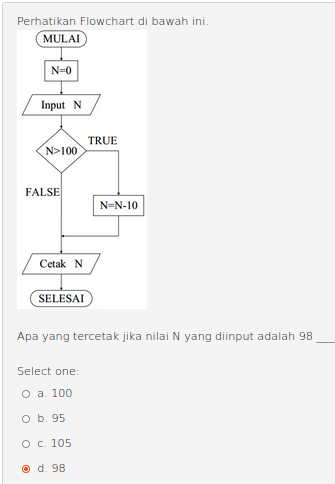 Perhatikan Flowchart di bawah ini.
MULAI
N=0
Input N
N>100
TRUE
FALSE
N=N-10
Cetak N
SELESAI
Apa yang tercetak jika nilai N yang diinput adalah 98 ___
Select one:
a. 100
b. 95
c. 105
d. 98